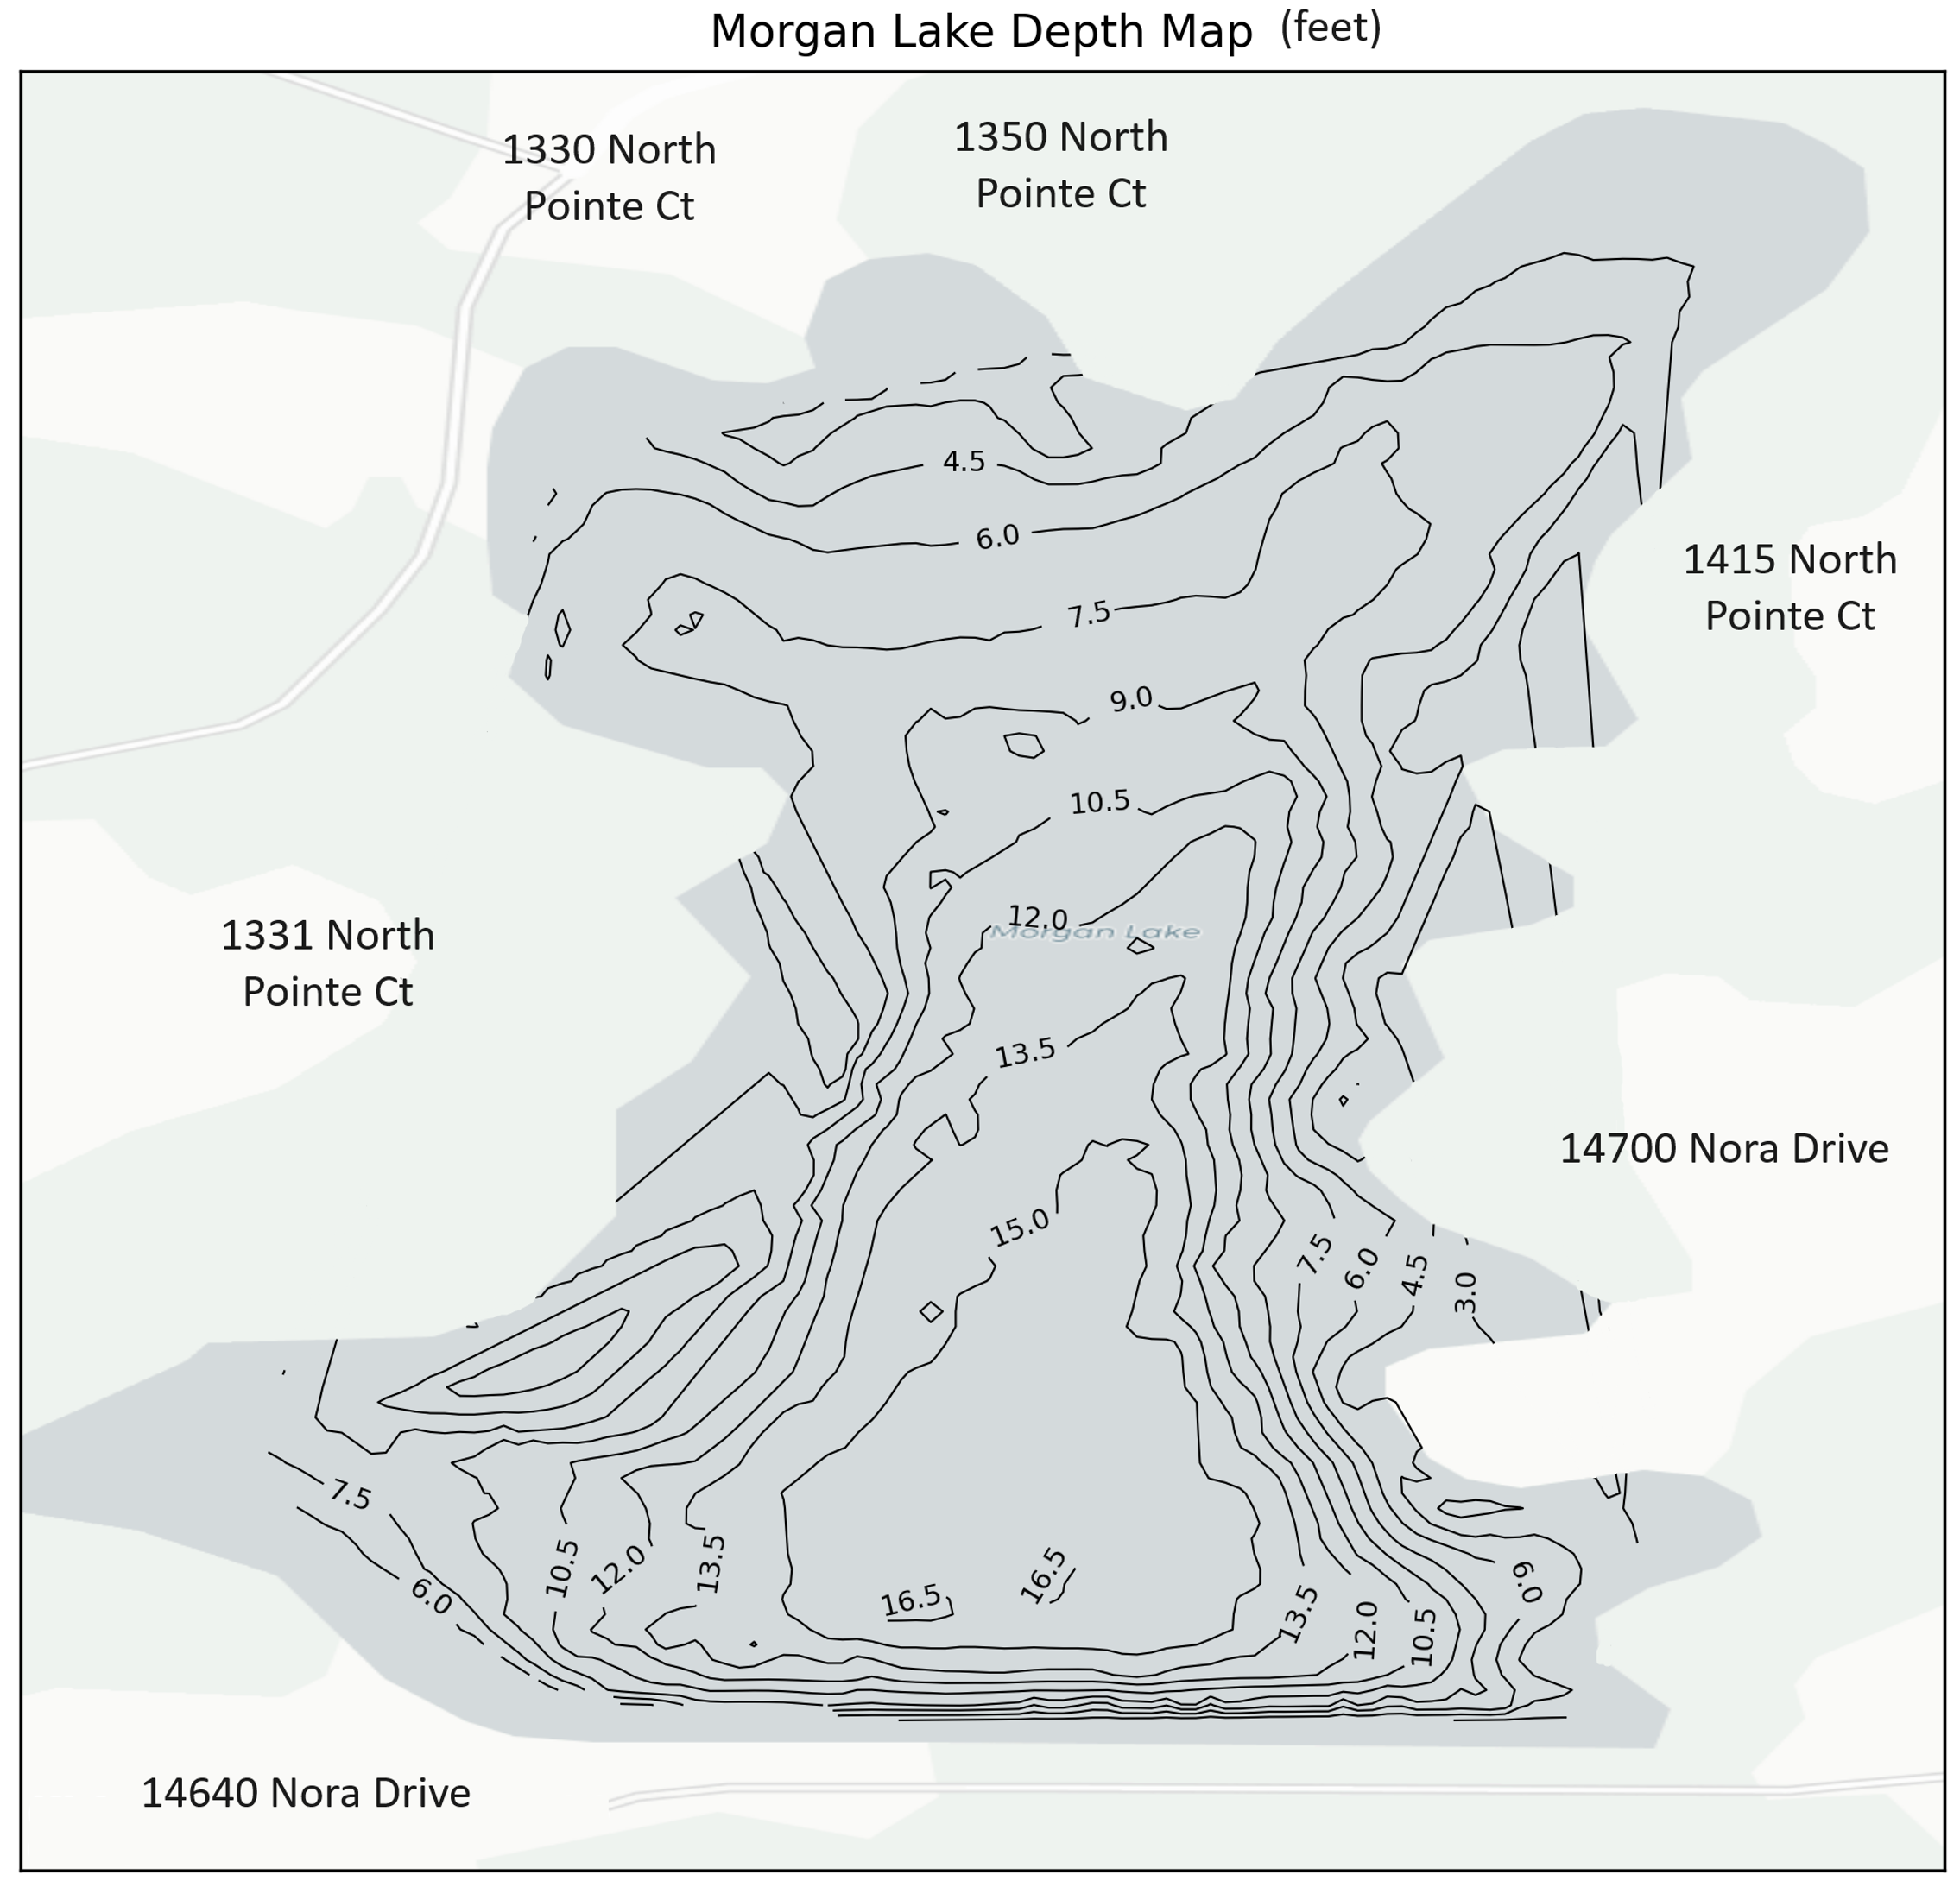 Morgan Lake Depth Map (feet)
1330 North
Pointe Ct
1350 North
Pointe Ct
4.5
6.0
1415 North
Pointe Ct
7.5
9.0
10.5
12.0
Morgan Lake
1331 North
Pointe Ct
13.5
14700 Nora Drive
15.0
7.5
6.0
4.5
3.0
7.5
6.0
10.5
12.0
13.5
16.5
16.5
13.5
12.0
10.5
6.0
14640 Nora Drive